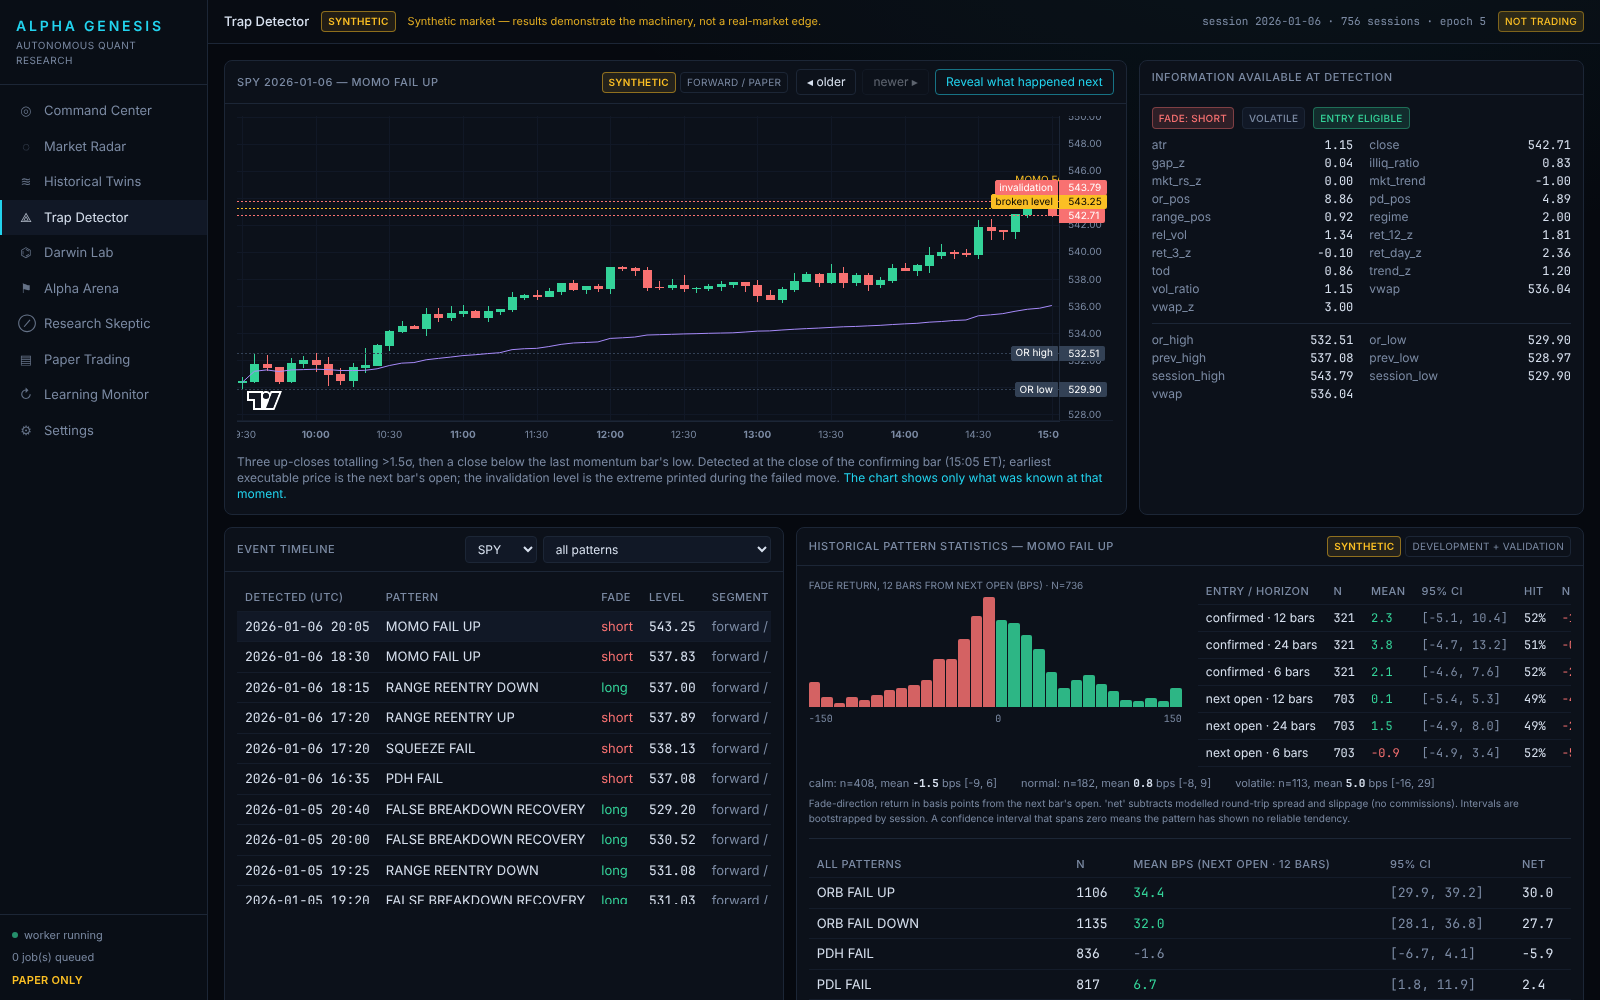 ALPHA GENESIS
AUTONOMOUS QUANT
RESEARCH
Command Center
Market Radar
Historical Twins
Trap Detector
Darwin Lab
Alpha Arena
Research Skeptic
Paper Trading
Learning Monitor
Settings
worker running
0 job(s) queued
PAPER ONLY
Trap Detector SYNTHETIC Synthetic market — results demonstrate the machinery, not a real-market edge.
session 2026-01-06 · 756 sessions · epoch 5 NOT TRADING
SPY 2026-01-06 — MOMO FAIL UP SYNTHETIC FORWARD / PAPER ◂ older newer ▸ Reveal what happened next
550.00
548.00
546.00
invalidation 543.79
broken level 543.25
542.71
542.00
540.00
538.00
536.00
534.00
OR high 532.51
OR low 529.90
528.00
9:30 10:00 10:30 11:00 11:30 12:00 12:30 13:00 13:30 14:00 14:30 15:0
Three up-closes totalling >1.5σ, then a close below the last momentum bar's low. Detected at the close of the confirming bar (15:05 ET); earliest
executable price is the next bar's open; the invalidation level is the extreme printed during the failed move. The chart shows only what was known at that
moment.
INFORMATION AVAILABLE AT DETECTION
FADE: SHORT VOLATILE ENTRY ELIGIBLE
atr 1.15 close 542.71
gap_z 0.04 illiq_ratio 0.83
mkt_rs_z 0.00 mkt_trend -1.00
or_pos 8.86 pd_pos 4.89
range_pos 0.92 regime 2.00
rel_vol 1.34 ret_12_z 1.81
ret_3_z -0.10 ret_day_z 2.36
tod 0.86 trend_z 1.20
vol_ratio 1.15 vwap 536.04
vwap_z 3.00
or_high 532.51 or_low 529.90
prev_high 537.08 prev_low 528.97
session_high 543.79 session_low 529.90
vwap 536.04
EVENT TIMELINE SPY all patterns
DETECTED (UTC) PATTERN FADE LEVEL SEGMENT
2026-01-06 20:05 MOMO FAIL UP short 543.25 forward /
2026-01-06 18:30 MOMO FAIL UP short 537.83 forward /
2026-01-06 18:15 RANGE REENTRY DOWN long 537.00 forward /
2026-01-06 17:20 RANGE REENTRY UP short 537.89 forward /
2026-01-06 17:20 SQUEEZE FAIL short 538.13 forward /
2026-01-06 16:35 PDH FAIL short 537.08 forward /
2026-01-05 20:40 FALSE BREAKDOWN RECOVERY long 529.20 forward /
2026-01-05 20:00 FALSE BREAKDOWN RECOVERY long 530.52 forward /
2026-01-05 19:25 RANGE REENTRY DOWN long 531.08 forward /
2026-01-05 19:20 FALSE BREAKDOWN RECOVERY long 531.03 forward /
HISTORICAL PATTERN STATISTICS — MOMO FAIL UP SYNTHETIC DEVELOPMENT + VALIDATION
FADE RETURN, 12 BARS FROM NEXT OPEN (BPS) · N=736
-150 0 150
ENTRY / HORIZON N MEAN 95% CI HIT N
confirmed · 12 bars 321 2.3 [-5.1, 10.4] 52%
confirmed · 24 bars 321 3.8 [-4.7, 13.2] 51%
confirmed · 6 bars 321 2.1 [-4.6, 7.6] 52%
next open · 12 bars 703 0.1 [-5.4, 5.3] 49%
next open · 24 bars 703 1.5 [-4.9, 8.0] 49%
next open · 6 bars 703 -0.9 [-4.9, 3.4] 52%
calm: n=408, mean -1.5 bps [-9, 6] normal: n=182, mean 0.8 bps [-8, 9] volatile: n=113, mean 5.0 bps [-16, 29]
Fade-direction return in basis points from the next bar's open. 'net' subtracts modelled round-trip spread and slippage (no commissions). Intervals are
bootstrapped by session. A confidence interval that spans zero means the pattern has shown no reliable tendency.
ALL PATTERNS N MEAN BPS (NEXT OPEN · 12 BARS) 95% CI NET
ORB FAIL UP 1106 34.4 [29.9, 39.2] 30.0
ORB FAIL DOWN 1135 32.0 [28.1, 36.8] 27.7
PDH FAIL 836 -1.6 [-6.7, 4.1] -5.9
PDL FAIL 817 6.7 [1.8, 11.9] 2.4